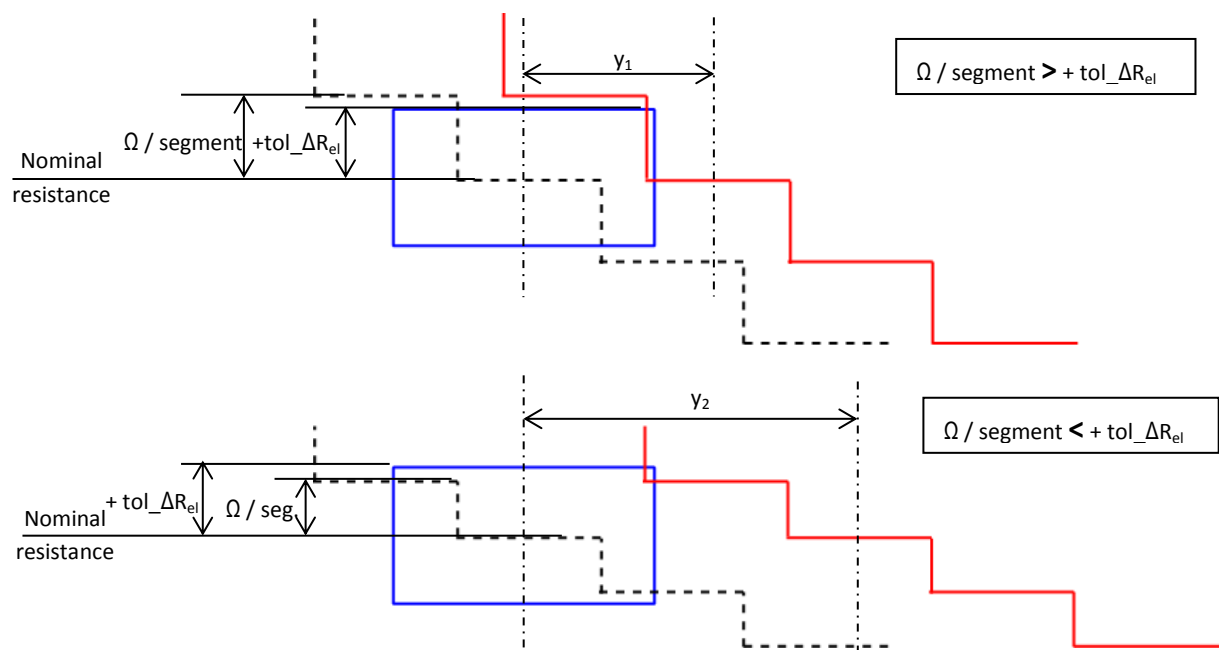 y₁
Ω / segment > + tol_ΔRₑₗ
Ω / segment +tol_ΔRₑₗ
Nominal
resistance
y₂
Ω / segment < + tol_ΔRₑₗ
+ tol_ΔRₑₗ
Ω / seg
Nominal
resistance